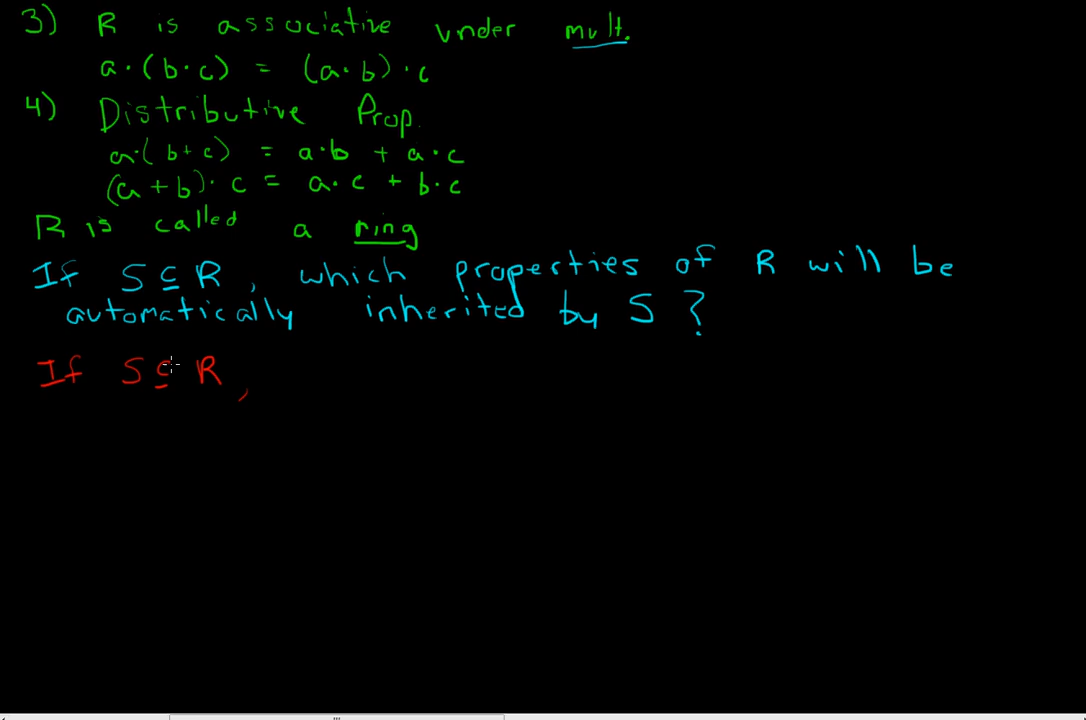 3) R is associative under mult.
a·(b·c) = (a·b)·c
4) Distributive Prop.
a·(b+c) = a·b + a·c
(a+b)·c = a·c + b·c
R is called a ring
If S⊆R, which properties of R will be
automatically inherited by S?
If S⊆R,